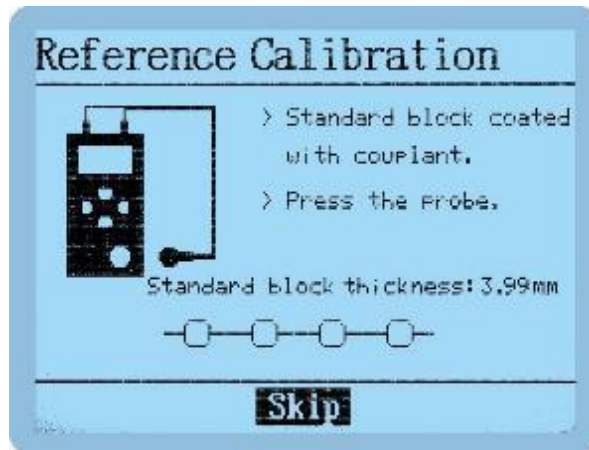 Reference Calibration
> Standard block coated
with couplant.
> Press the probe.
Standard block thickness: 3.99mm
Skip